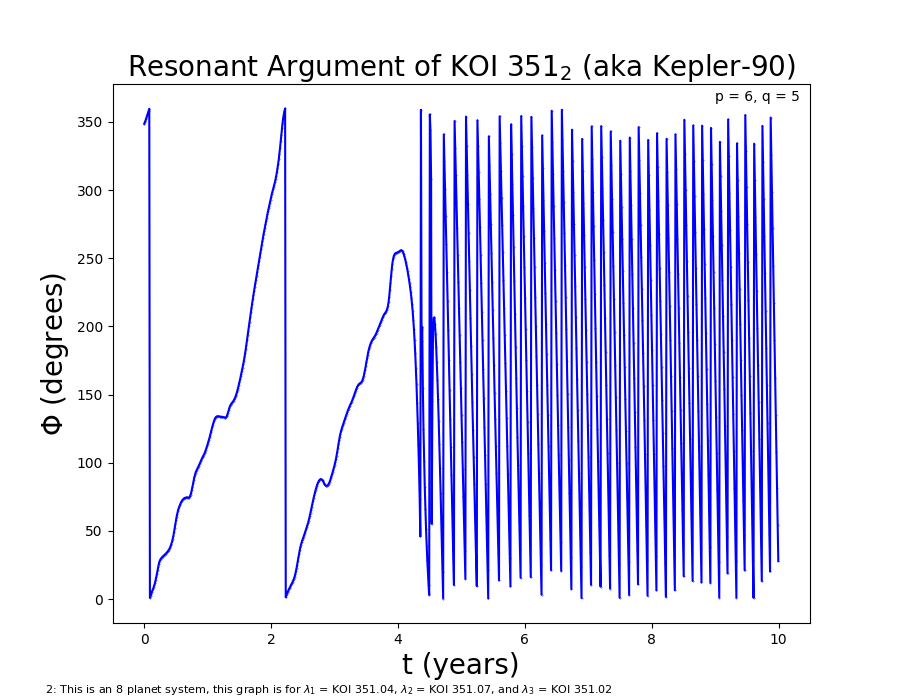 Resonant Argument of KOI 351₂ (aka Kepler-90)
p = 6, q = 5
350
300
250
200
150
100
50
0
Φ (degrees)
0 2 4 6 8 10
t (years)
2: This is an 8 planet system, this graph is for λ₁ = KOI 351.04, λ₂ = KOI 351.07, and λ₃ = KOI 351.02